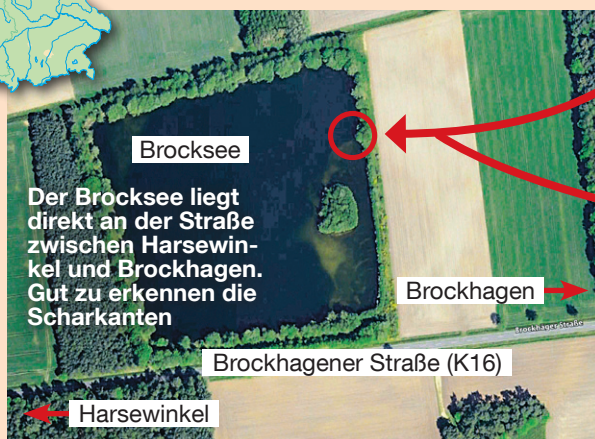 Brocksee
Der Brocksee liegt
direkt an der Straße
zwischen Harsewin-
kel und Brockhagen.
Gut zu erkennen die
Scharkanten
Brockhagen
Brockhager Straße
Brockhagener Straße (K16)
Harsewinkel